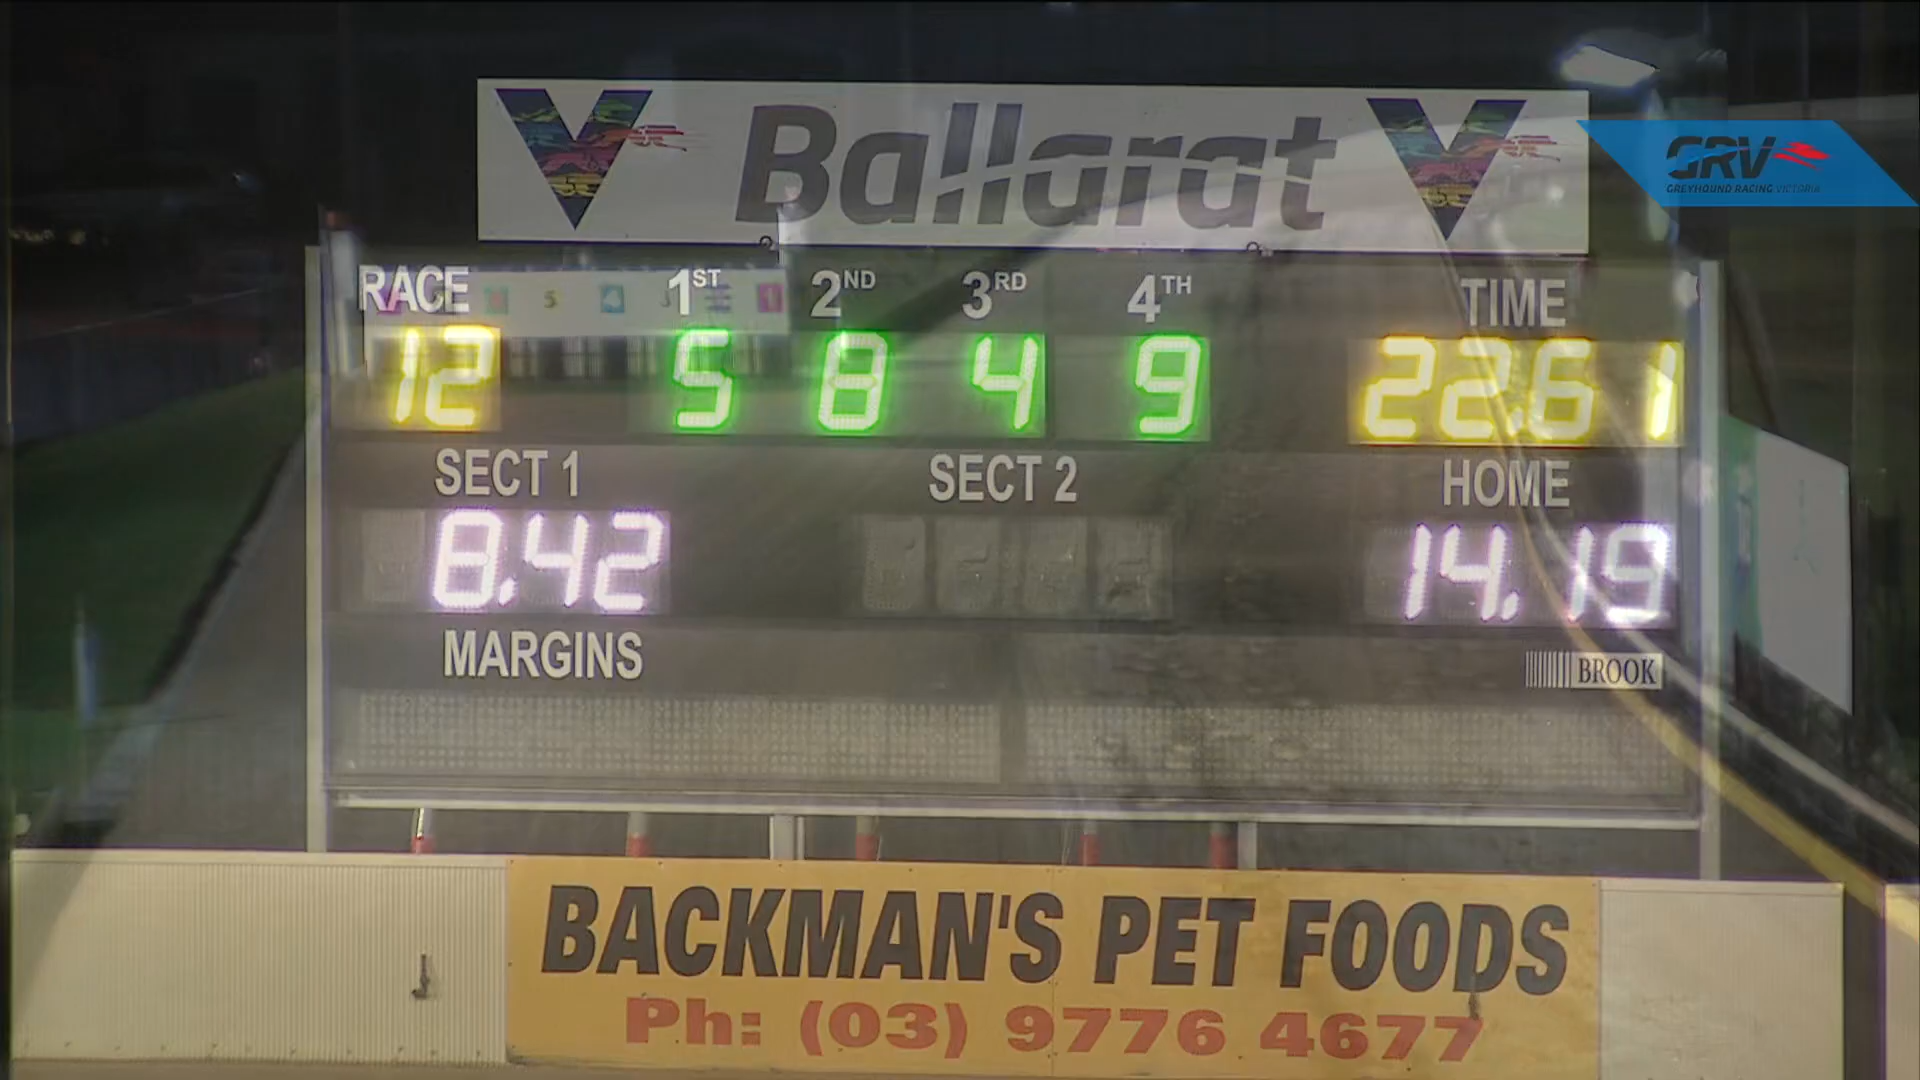 Ballarat
GRV
GREYHOUND RACING VICTORIA
RACE 1ST 2ND 3RD 4TH TIME
12 5 8 4 9 22.61
SECT 1 SECT 2 HOME
8.42 14.19
MARGINS
BROOK
BACKMAN'S PET FOODS
Ph: (03) 9776 4677